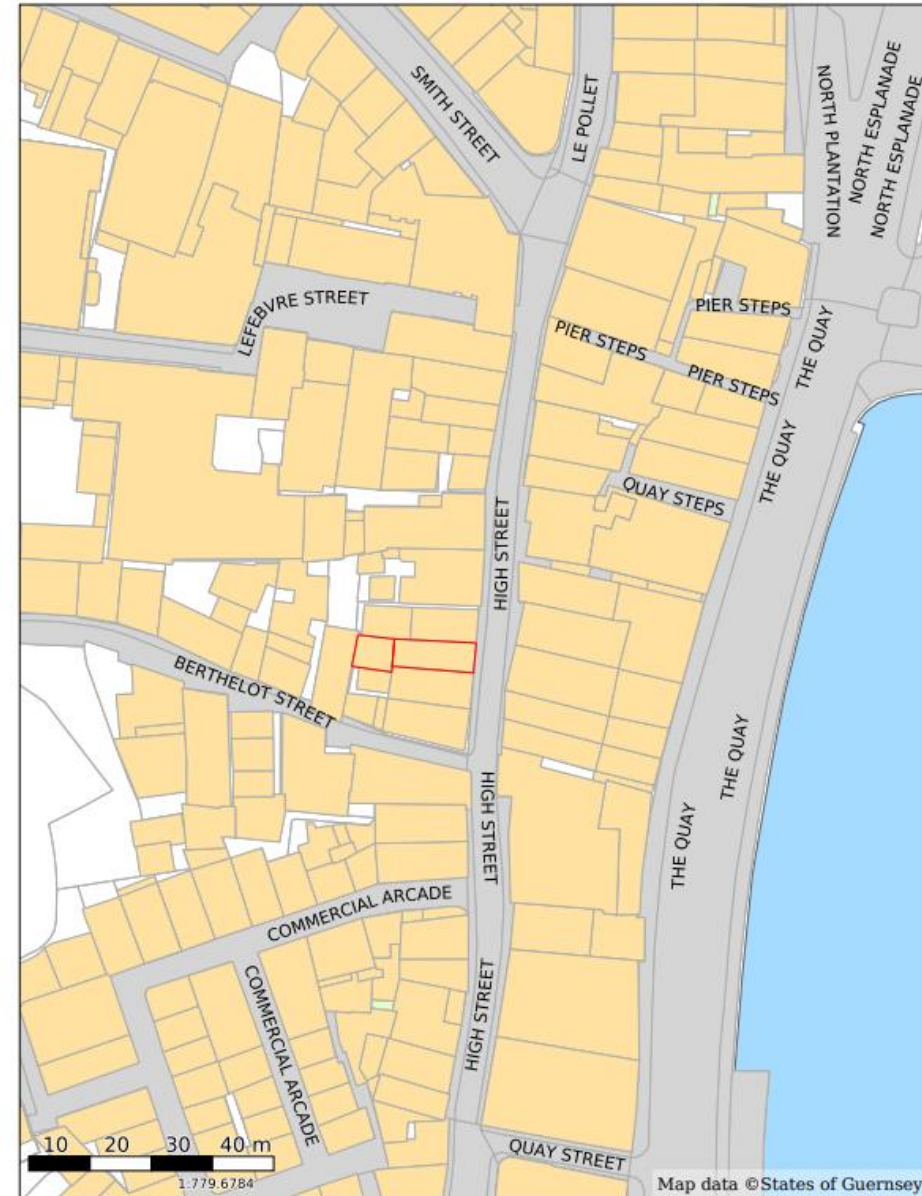 SMITH STREET
LE POLLET
NORTH PLANTATION
NORTH ESPLANADE
NORTH ESPLANADE
LEFEBVRE STREET
PIER STEPS
PIER STEPS
PIER STEPS
THE QUAY
THE QUAY
QUAY STEPS
HIGH STREET
BERTHELOT STREET
THE QUAY
HIGH STREET
THE QUAY
COMMERCIAL ARCADE
COMMERCIAL ARCADE
HIGH STREET
QUAY STREET
10 20 30 40 m
1:779.6784
Map data ©States of Guernsey